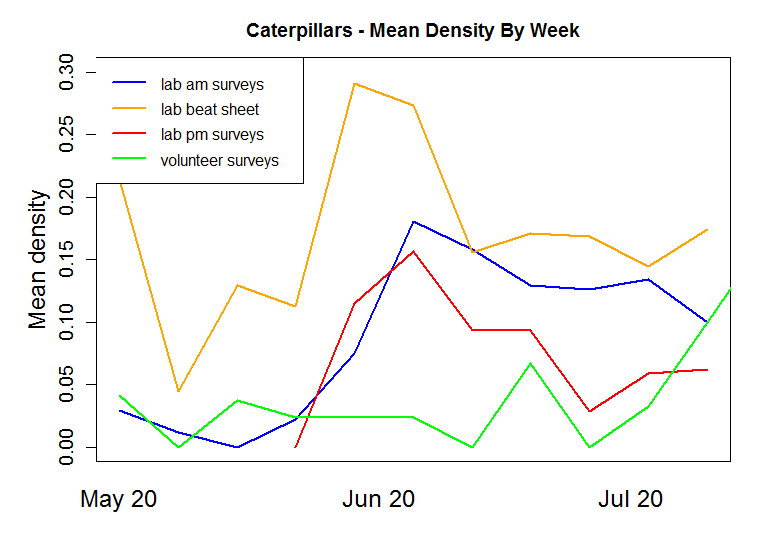 Caterpillars - Mean Density By Week
lab am surveys
lab beat sheet
lab pm surveys
volunteer surveys
Mean density
0.30
0.25
0.20
0.15
0.10
0.05
0.00
May 20
Jun 20
Jul 20